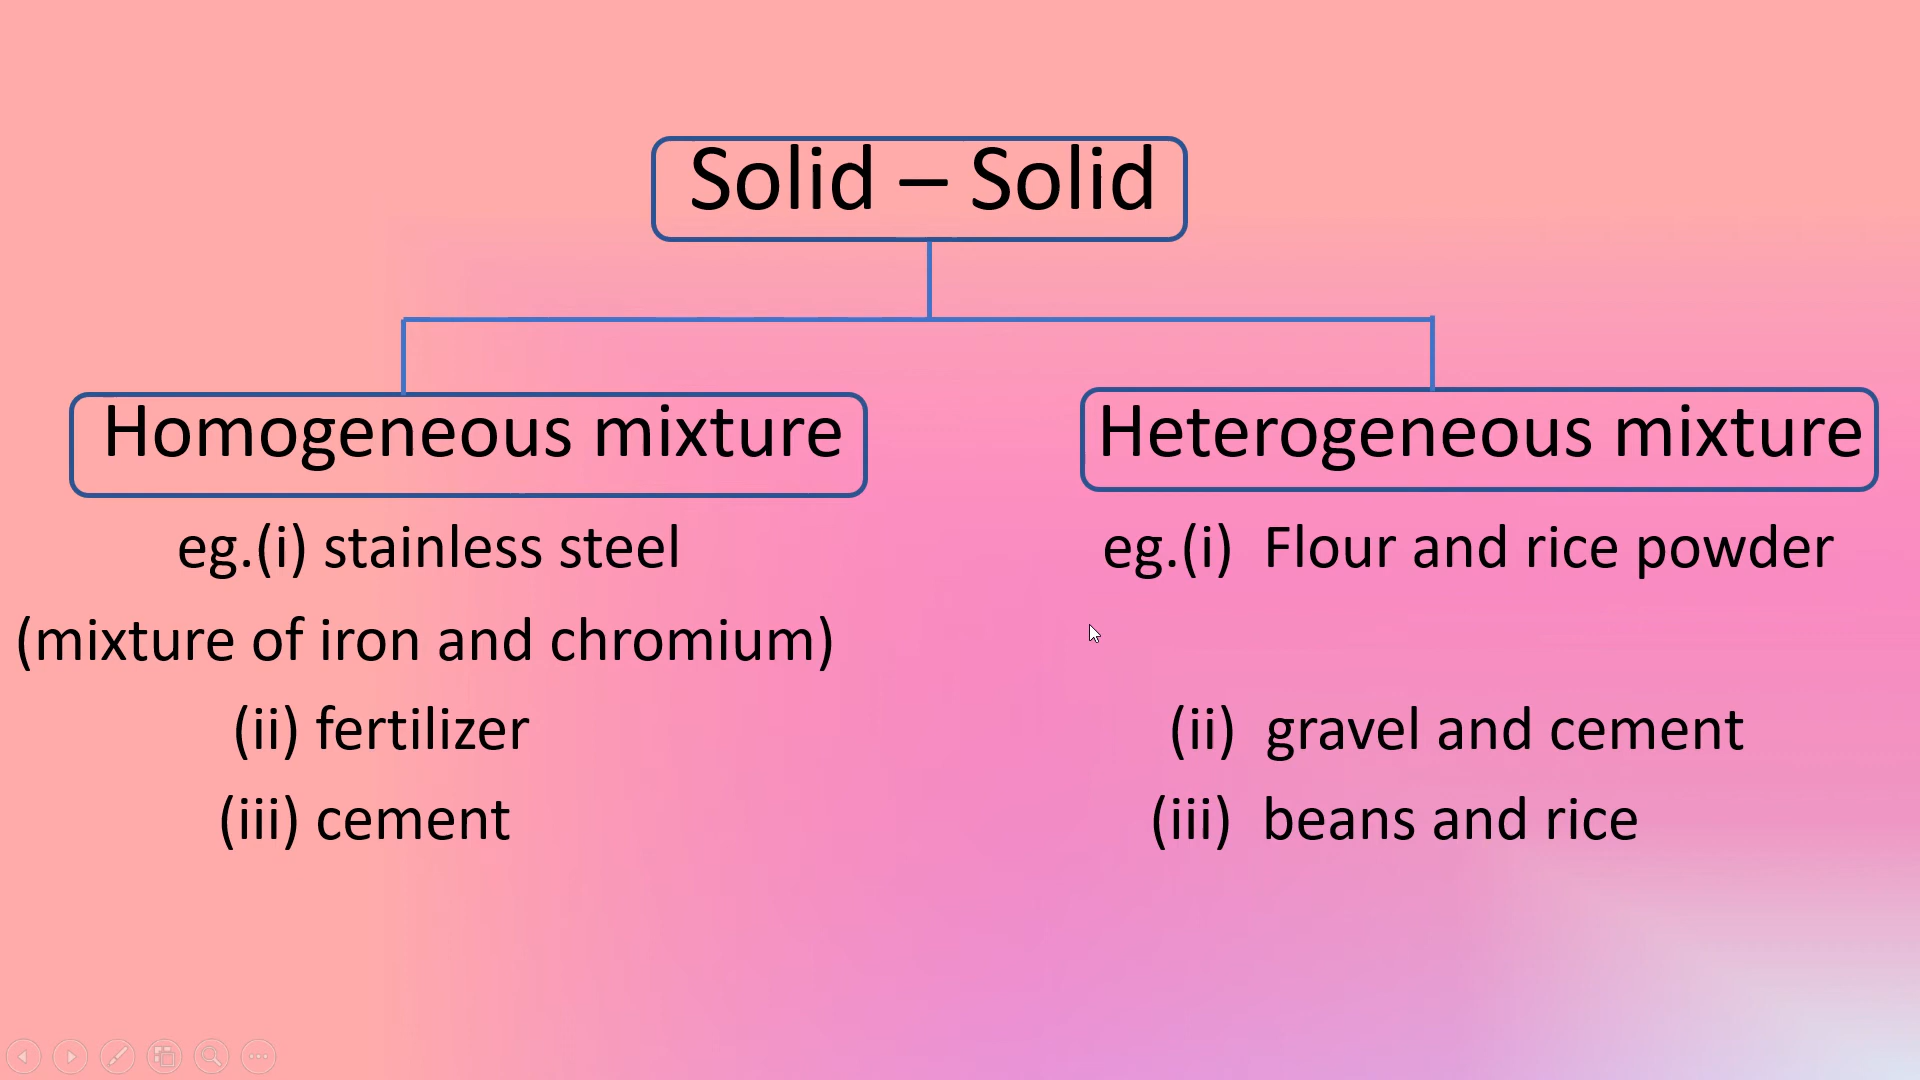 Solid – Solid
Homogeneous mixture
eg.(i) stainless steel
(mixture of iron and chromium)
(ii) fertilizer
(iii) cement
Heterogeneous mixture
eg.(i) Flour and rice powder
(ii) gravel and cement
(iii) beans and rice